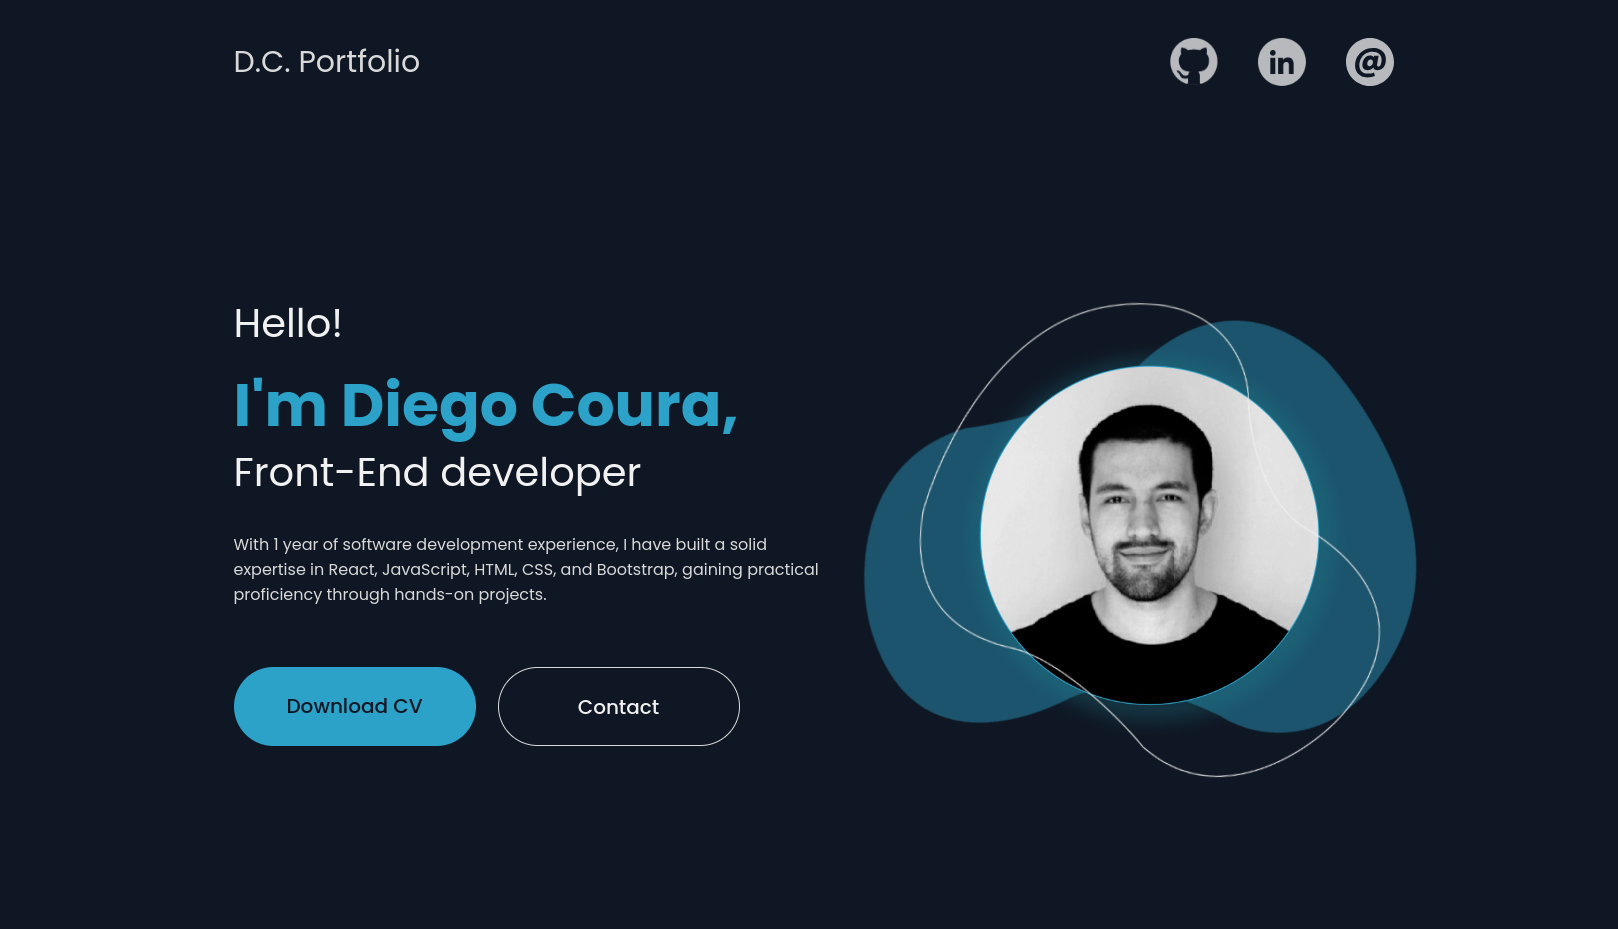 D.C. Portfolio
in
@
Hello!
I'm Diego Coura,
Front-End developer
With 1 year of software development experience, I have built a solid
expertise in React, JavaScript, HTML, CSS, and Bootstrap, gaining practical
proficiency through hands-on projects.
Download CV
Contact